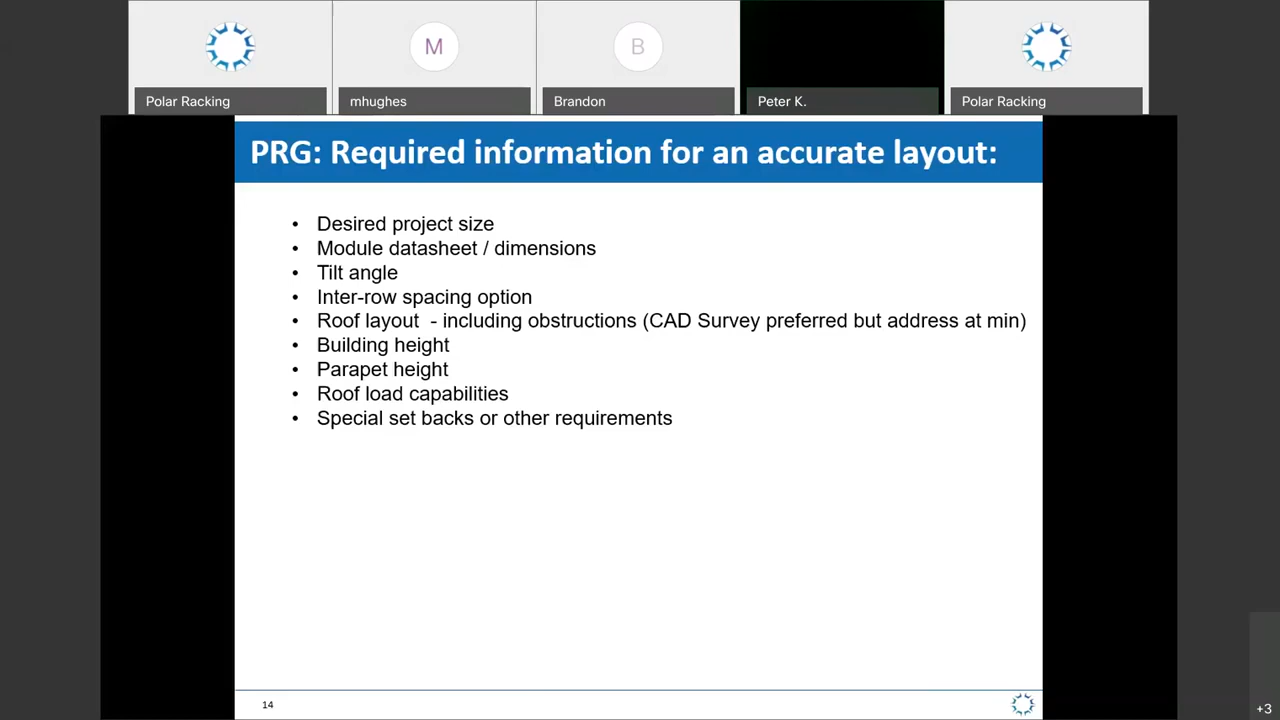 M
B
Polar Racking
mhughes
Brandon
Peter K.
Polar Racking
PRG: Required information for an accurate layout:
• Desired project size
• Module datasheet / dimensions
• Tilt angle
• Inter-row spacing option
• Roof layout  - including obstructions (CAD Survey preferred but address at min)
• Building height
• Parapet height
• Roof load capabilities
• Special set backs or other requirements
14
+3